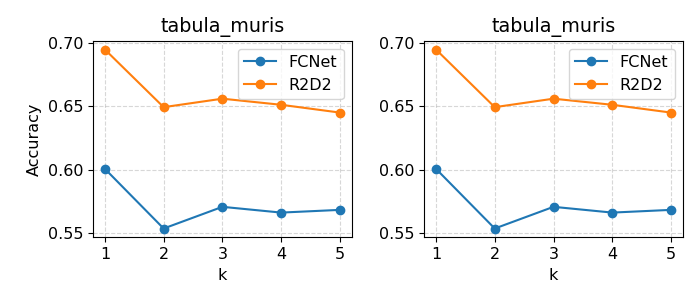 tabula_muris
0.70
0.65
0.60
0.55
Accuracy
1 2 3 4 5
k
FCNet
R2D2
tabula_muris
0.70
0.65
0.60
0.55
1 2 3 4 5
k
FCNet
R2D2